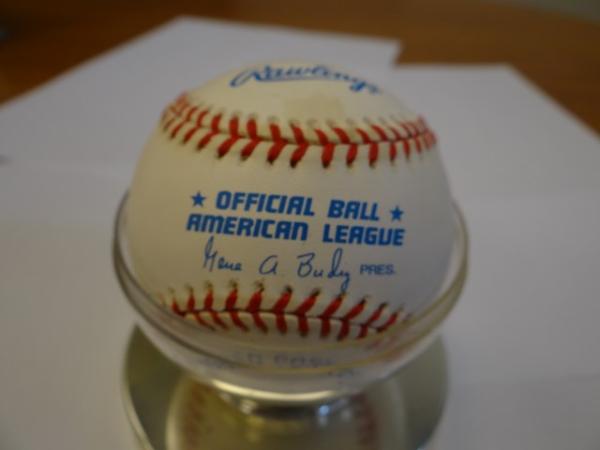 Rawlings
★ OFFICIAL BALL ★
AMERICAN LEAGUE
Gene A. Budig PRES.